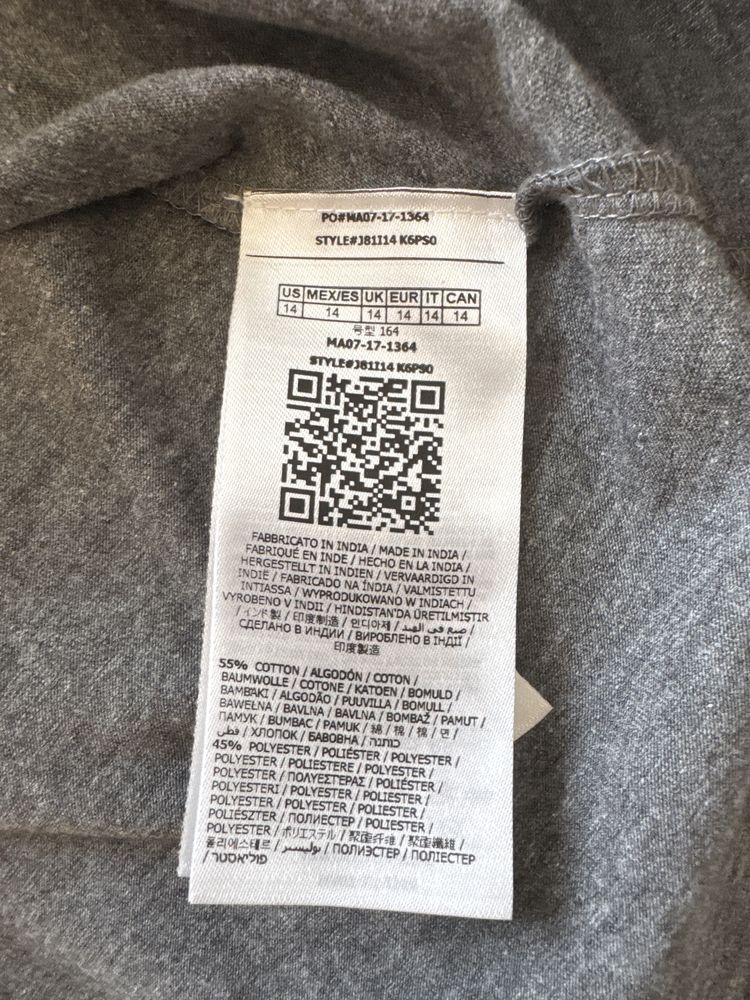 PO#MA07-17-1364
STYLE#J81I14 K6PS0
US MEX/ES UK EUR IT CAN
14 14 14 14 14 14
号型 164
MA07-17-1364
STYLE#J81I14 K6PS0
FABBRICATO IN INDIA / MADE IN INDIA /
FABRIQUÉ EN INDE / HECHO EN LA INDIA /
HERGESTELLT IN INDIEN / VERVAARDIGD IN
INDIË / FABRICADO NA ÍNDIA / VALMISTETTU
INTIASSA / WYPRODUKOWANO W INDIACH /
VYROBENO V INDII / HINDISTAN'DA ÜRETILMISTIR
/ インド製 / 印度制造 / 인디아제 / صنع في الهند /
СДЕЛАНО В ИНДИИ / ВИРОБЛЕНО В ІНДІЇ /
印度製造
55% COTTON / ALGODÓN / COTON /
BAUMWOLLE / COTONE / KATOEN / BOMULD /
ΒΑΜΒΑΚΙ / ALGODÃO / PUUVILLA / BOMULL /
BAWEŁNA / BAVLNA / BAVLNA / BOMBAŽ / PAMUT /
ПАМУК / BUMBAC / PAMUK / 綿 / 棉 / 棉 / 면 /
قطن / ХЛОПОК / БАВОВНА / כותנה
45% POLYESTER / POLIÉSTER / POLYESTER /
POLYESTER / POLIESTERE / POLYESTER /
POLYESTER / ΠΟΛΥΕΣΤΕΡΑΣ / POLIÉSTER /
POLYESTERI / POLYESTER / POLIESTER /
POLYESTER / POLYESTER / POLIESTER /
POLIÉSZTER / ПОЛИЕСТЕР / POLIESTER /
POLYESTER / ポリエステル / 聚酯纤维 / 聚酯纖維 /
폴리에스테르 / بوليستر / ПОЛИЭСТЕР / ПОЛІЕСТЕР
/ פוליאסטר